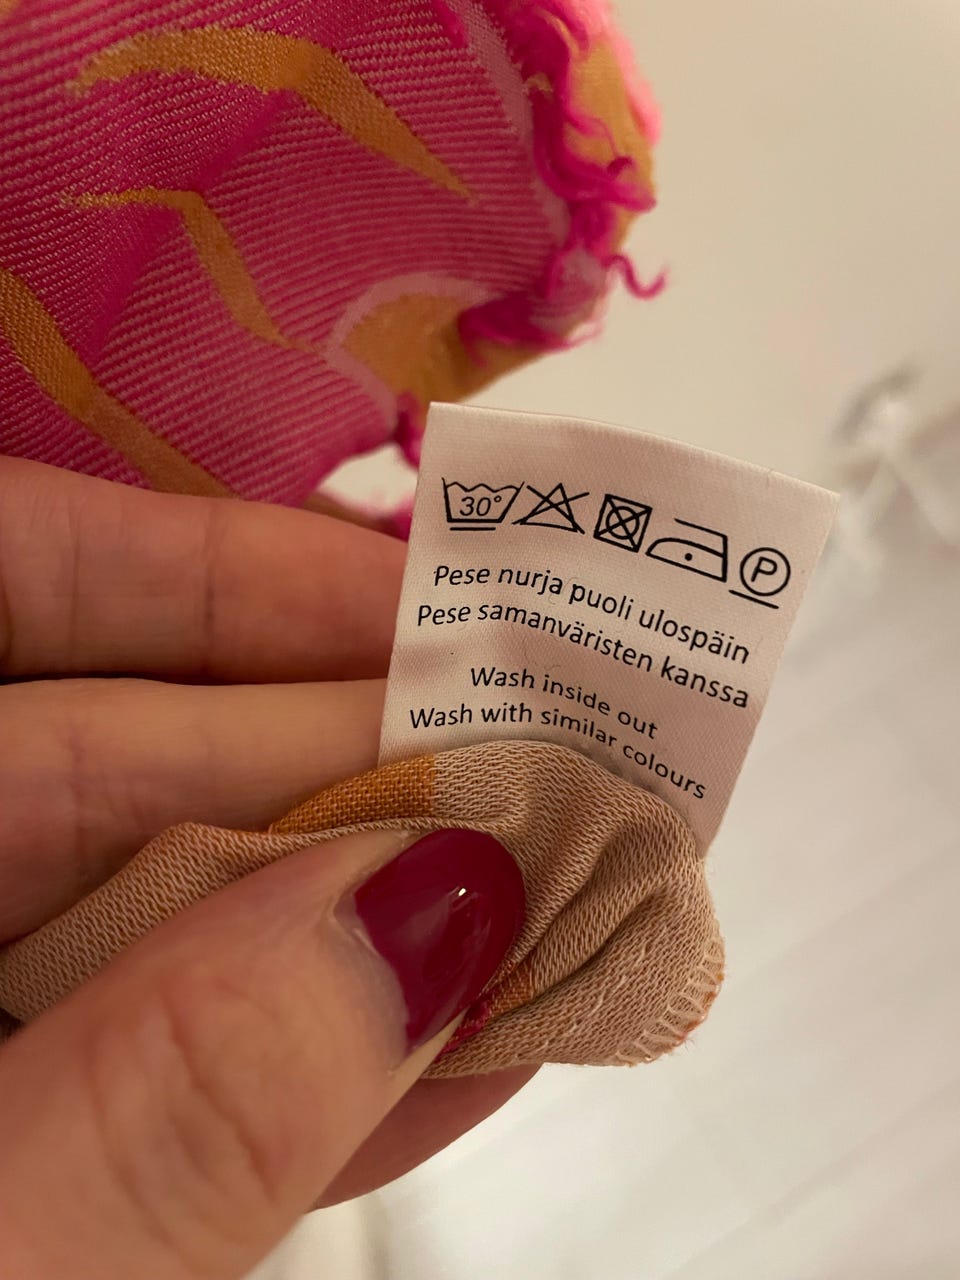 30°
P
Pese nurja puoli ulospäin
Pese samanväristen kanssa
Wash inside out
Wash with similar colours